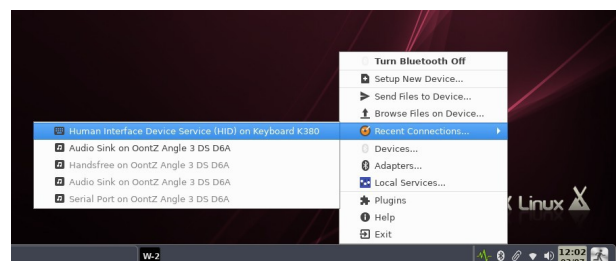 Turn Bluetooth Off
Setup New Device...
Send Files to Device...
Browse Files on Device...
Recent Connections...
Human Interface Device Service (HID) on Keyboard K380
Audio Sink on OontZ Angle 3 DS D6A
Handsfree on OontZ Angle 3 DS D6A
Audio Sink on OontZ Angle 3 DS D6A
Serial Port on OontZ Angle 3 DS D6A
Devices...
Adapters...
Local Services...
Plugins
Help
Exit
Linux
W-2
12:02